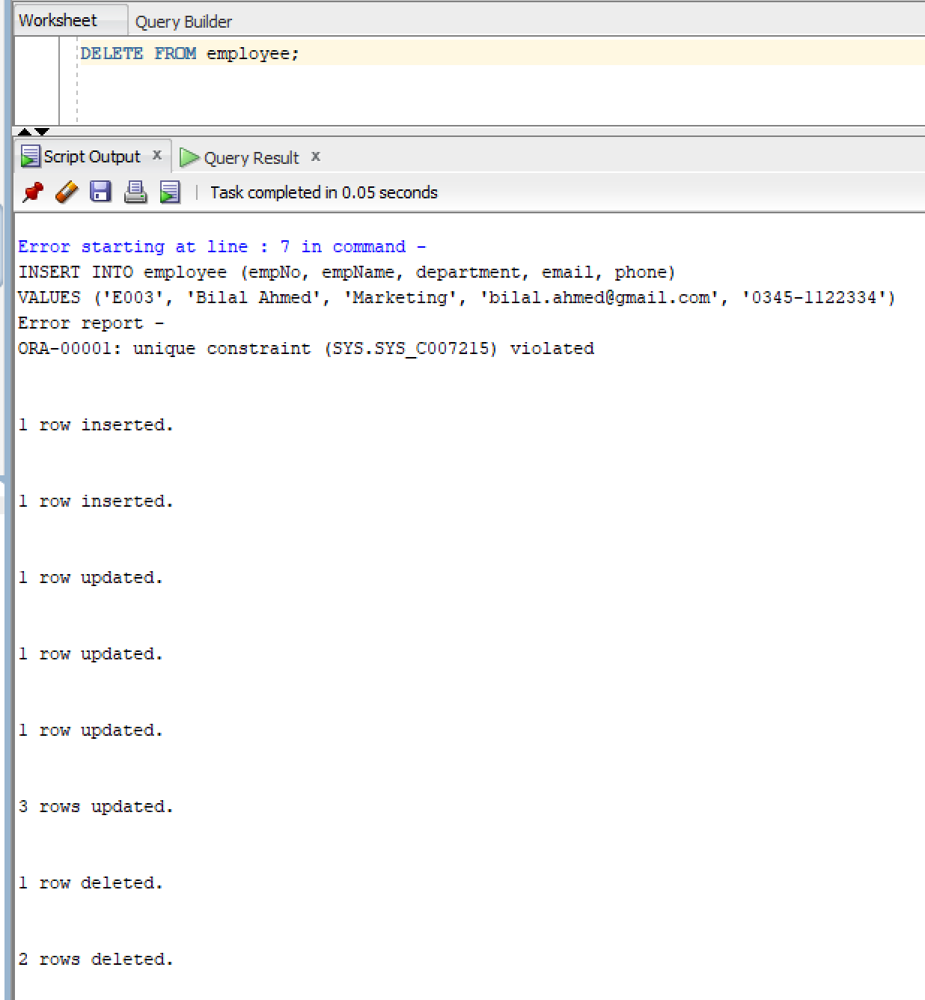 Worksheet Query Builder
DELETE FROM employee;
Script Output x Query Result x
Task completed in 0.05 seconds
Error starting at line : 7 in command -
INSERT INTO employee (empNo, empName, department, email, phone)
VALUES ('E003', 'Bilal Ahmed', 'Marketing', 'bilal.ahmed@gmail.com', '0345-1122334')
Error report -
ORA-00001: unique constraint (SYS.SYS_C007215) violated
1 row inserted.
1 row inserted.
1 row updated.
1 row updated.
1 row updated.
3 rows updated.
1 row deleted.
2 rows deleted.